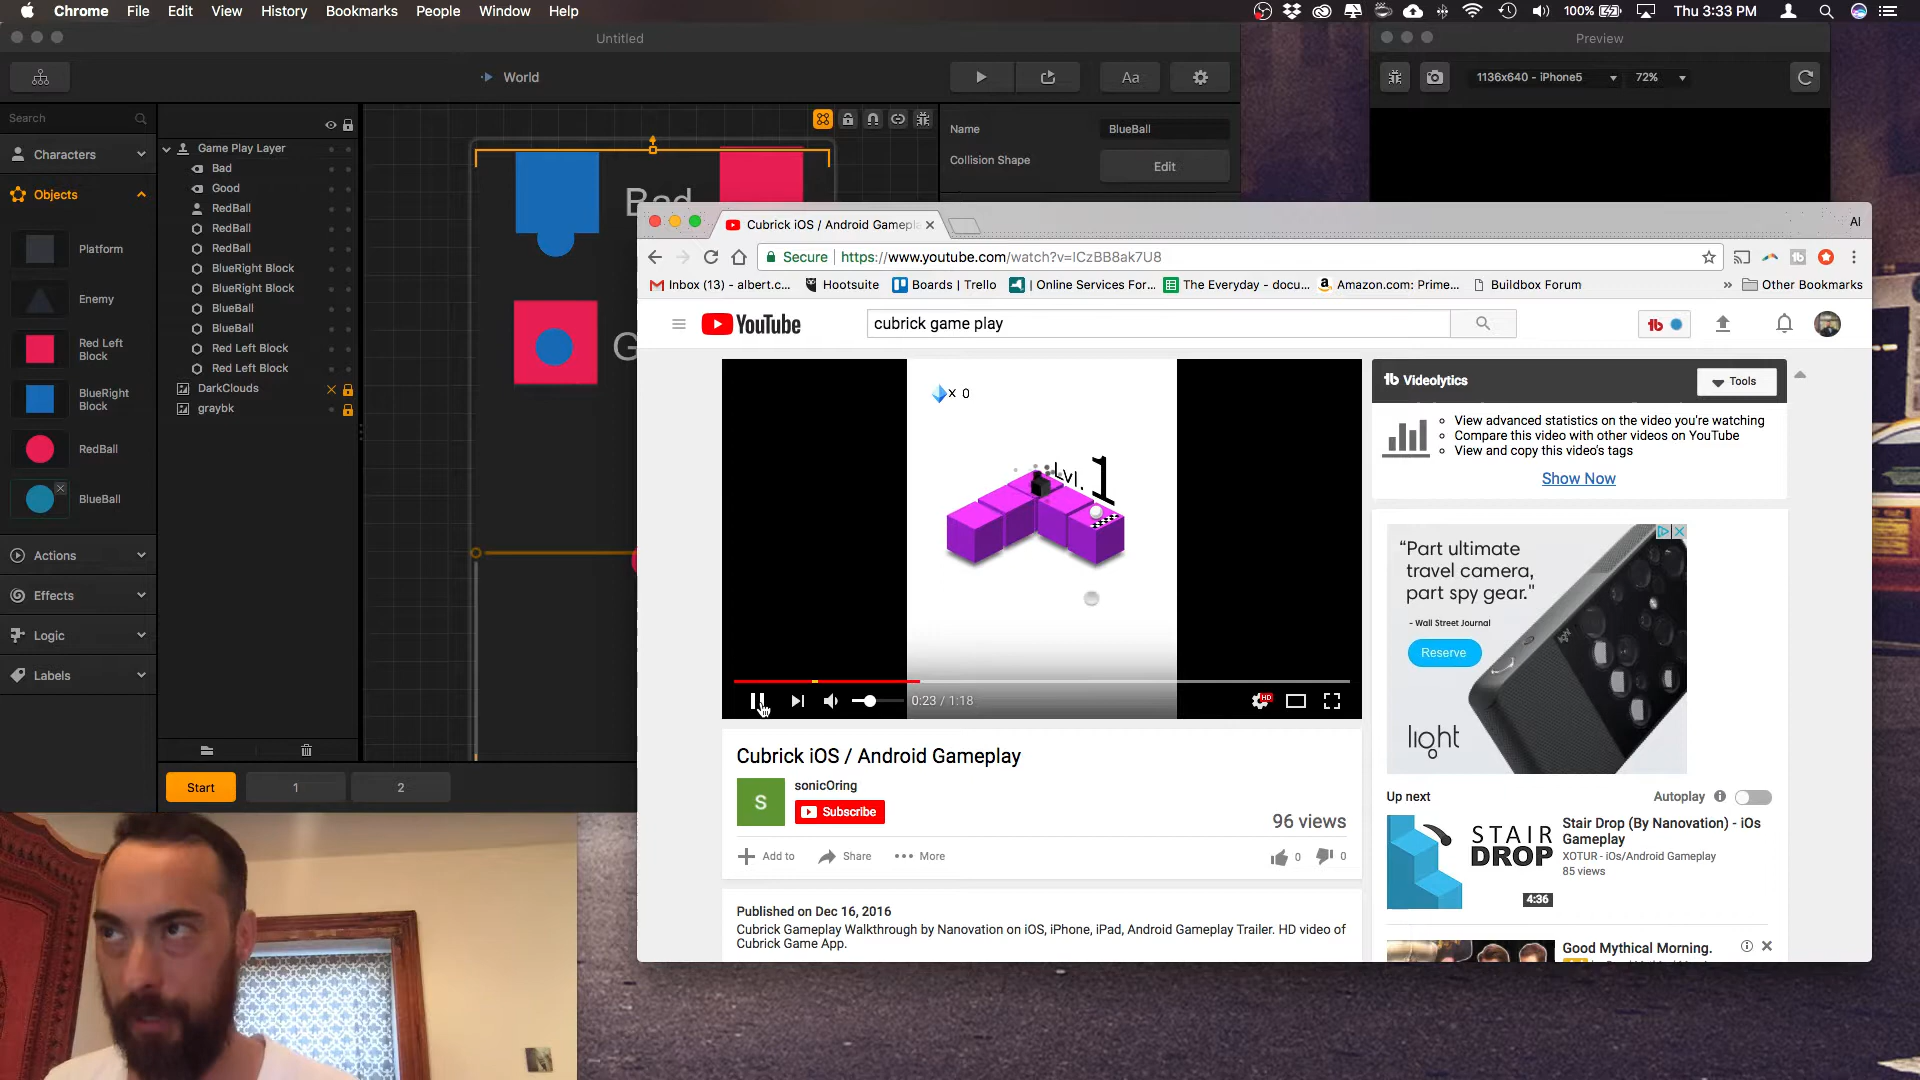 Chrome File Edit View History Bookmarks People Window Help 100% Thu 3:33 PM
Untitled
Preview
World
Aa
1136x640 - iPhone5 72%
Search
Characters
Objects
Platform
Enemy
Red Left Block
BlueRight Block
RedBall
BlueBall
Actions
Effects
Logic
Labels
Game Play Layer
Bad
Good
RedBall
RedBall
RedBall
BlueRight Block
BlueRight Block
BlueBall
BlueBall
Red Left Block
Red Left Block
DarkClouds
graybk
Start 1 2
Bad
G
Name BlueBall
Collision Shape Edit
Cubrick iOS / Android Gamepl
Al
Secure https://www.youtube.com/watch?v=ICzBB8ak7U8
Inbox (13) - albert.c... Hootsuite Boards | Trello | Online Services For... The Everyday - docu... Amazon.com: Prime... Buildbox Forum » Other Bookmarks
YouTube cubrick game play
x 0
Lvl. 1
0:23 / 1:18
HD
Cubrick iOS / Android Gameplay
S
sonicOring
Subscribe
96 views
Add to Share More 0 0
Published on Dec 16, 2016
Cubrick Gameplay Walkthrough by Nanovation on iOS, iPhone, iPad, Android Gameplay Trailer. HD video of
Cubrick Game App.
Videolytics Tools
View advanced statistics on the video you're watching
Compare this video with other videos on YouTube
View and copy this video's tags
Show Now
“Part ultimate
travel camera,
part spy gear.”
- Wall Street Journal
Reserve
light
Up next Autoplay
STAIR
DROP
4:36
Stair Drop (By Nanovation) - iOs
Gameplay
XOTUR - iOs/Android Gameplay
85 views
Good Mythical Morning.